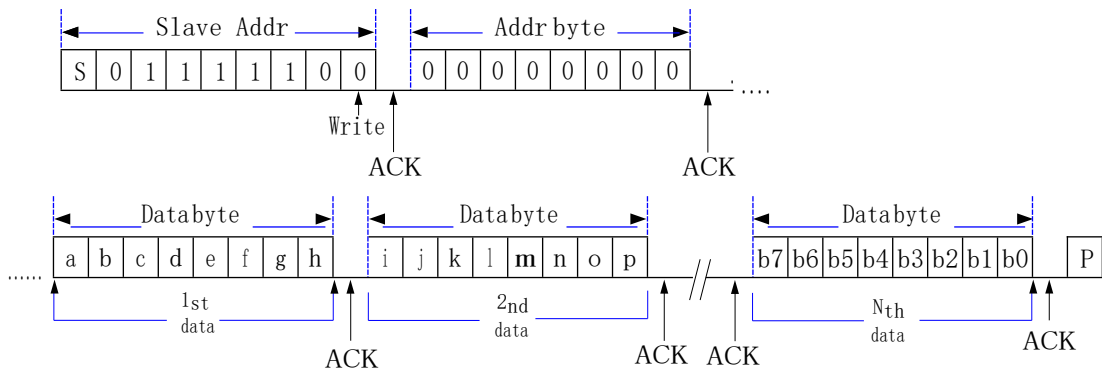 Slave Addr Addr byte
S 0 1 1 1 1 1 0 0 0 0 0 0 0 0 0 0
....
Write
ACK ACK
Databyte Databyte Databyte
...... a b c d e f g h i j k l m n o p b7 b6 b5 b4 b3 b2 b1 b0 P
1st data 2nd data Nth data
ACK ACK ACK ACK